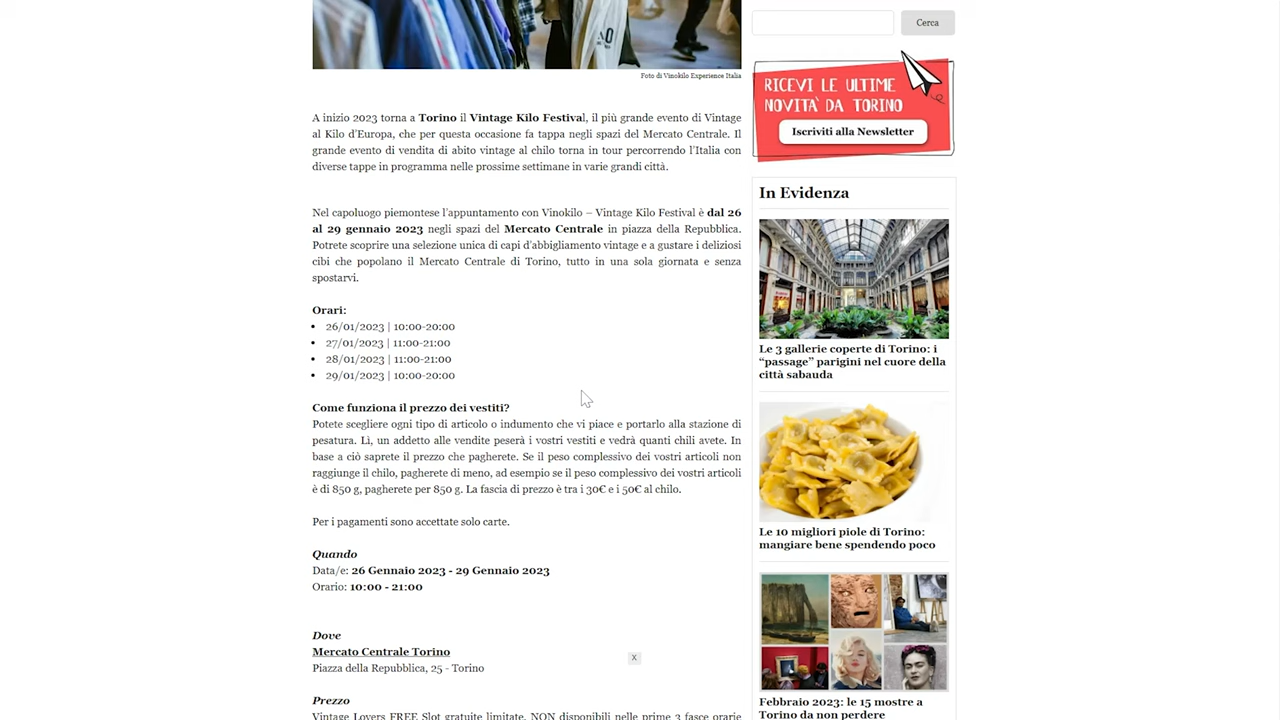 Foto di Vinokilo Experience Italia
A inizio 2023 torna a Torino il Vintage Kilo Festival, il più grande evento di Vintage
al Kilo d'Europa, che per questa occasione fa tappa negli spazi del Mercato Centrale. Il
grande evento di vendita di abito vintage al chilo torna in tour percorrendo l'Italia con
diverse tappe in programma nelle prossime settimane in varie grandi città.
Nel capoluogo piemontese l'appuntamento con Vinokilo – Vintage Kilo Festival è dal 26
al 29 gennaio 2023 negli spazi del Mercato Centrale in piazza della Repubblica.
Potrete scoprire una selezione unica di capi d'abbigliamento vintage e a gustare i deliziosi
cibi che popolano il Mercato Centrale di Torino, tutto in una sola giornata e senza
spostarvi.
Orari:
• 26/01/2023 | 10:00-20:00
• 27/01/2023 | 11:00-21:00
• 28/01/2023 | 11:00-21:00
• 29/01/2023 | 10:00-20:00
Come funziona il prezzo dei vestiti?
Potete scegliere ogni tipo di articolo o indumento che vi piace e portarlo alla stazione di
pesatura. Lì, un addetto alle vendite peserà i vostri vestiti e vedrà quanti chili avete. In
base a ciò saprete il prezzo che pagherete. Se il peso complessivo dei vostri articoli non
raggiunge il chilo, pagherete di meno, ad esempio se il peso complessivo dei vostri articoli
è di 850 g, pagherete per 850 g. La fascia di prezzo è tra i 30€ e i 50€ al chilo.
Per i pagamenti sono accettate solo carte.
Quando
Data/e: 26 Gennaio 2023 - 29 Gennaio 2023
Orario: 10:00 - 21:00
Dove
Mercato Centrale Torino
Piazza della Repubblica, 25 - Torino
X
Prezzo
Vintage Lovers FREE Slot gratuite limitate, NON disponibili nelle prime 3 fasce orarie
Cerca
RICEVI LE ULTIME
NOVITA' DA TORINO
Iscriviti alla Newsletter
In Evidenza
Le 3 gallerie coperte di Torino: i
“passage” parigini nel cuore della
città sabauda
Le 10 migliori piole di Torino:
mangiare bene spendendo poco
Febbraio 2023: le 15 mostre a
Torino da non perdere